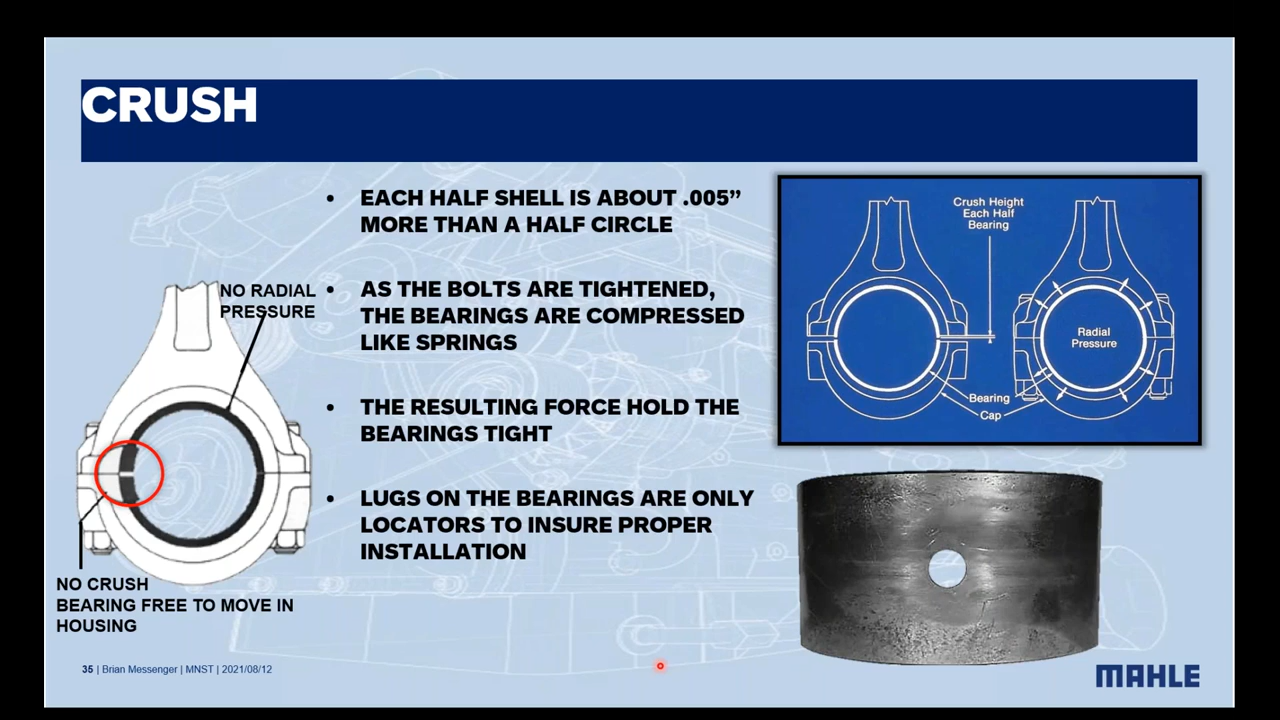 CRUSH
• EACH HALF SHELL IS ABOUT .005”
MORE THAN A HALF CIRCLE
• AS THE BOLTS ARE TIGHTENED,
THE BEARINGS ARE COMPRESSED
LIKE SPRINGS
• THE RESULTING FORCE HOLD THE
BEARINGS TIGHT
• LUGS ON THE BEARINGS ARE ONLY
LOCATORS TO INSURE PROPER
INSTALLATION
NO RADIAL
PRESSURE
NO CRUSH
BEARING FREE TO MOVE IN
HOUSING
Crush Height
Each Half
Bearing
Radial
Pressure
Bearing
Cap
35 | Brian Messenger | MNST | 2021/08/12
MAHLE